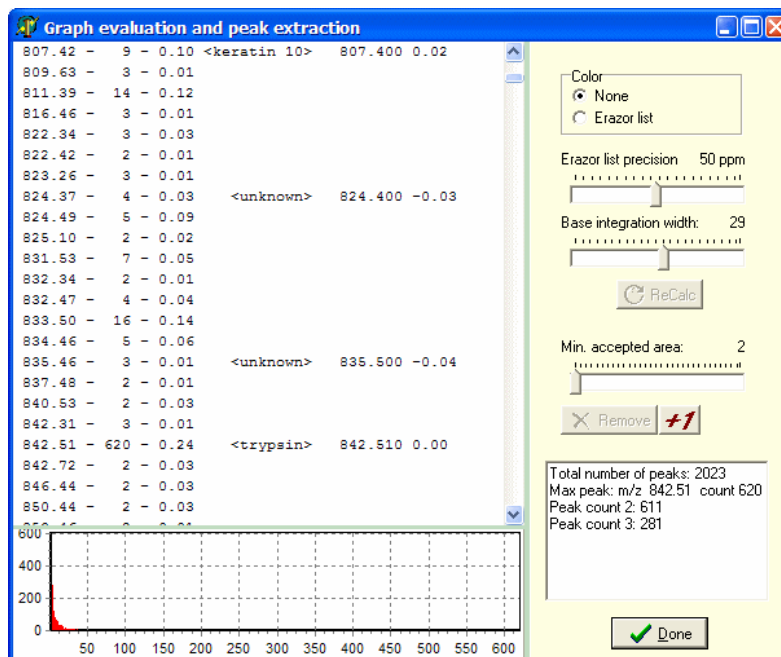 Graph evaluation and peak extraction
807.42 - 9 - 0.10 <keratin 10> 807.400 0.02
809.63 - 3 - 0.01
811.39 - 14 - 0.12
816.46 - 3 - 0.01
822.34 - 3 - 0.03
822.42 - 2 - 0.01
823.26 - 3 - 0.01
824.37 - 4 - 0.03 <unknown> 824.400 -0.03
824.49 - 5 - 0.09
825.10 - 2 - 0.02
831.53 - 7 - 0.05
832.34 - 2 - 0.01
832.47 - 4 - 0.04
833.50 - 16 - 0.14
834.46 - 5 - 0.06
835.46 - 3 - 0.01 <unknown> 835.500 -0.04
837.48 - 2 - 0.01
840.53 - 2 - 0.03
842.31 - 3 - 0.01
842.51 - 620 - 0.24 <trypsin> 842.510 0.00
842.72 - 2 - 0.03
846.44 - 2 - 0.03
850.44 - 2 - 0.03
Color
None
Erazor list
Erazor list precision 50 ppm
Base integration width: 29
ReCalc
Min. accepted area: 2
Remove +1
Total number of peaks: 2023
Max peak: m/z 842.51 count 620
Peak count 2: 611
Peak count 3: 281
Done
600
400
200
0
50 100 150 200 250 300 350 400 450 500 550 600